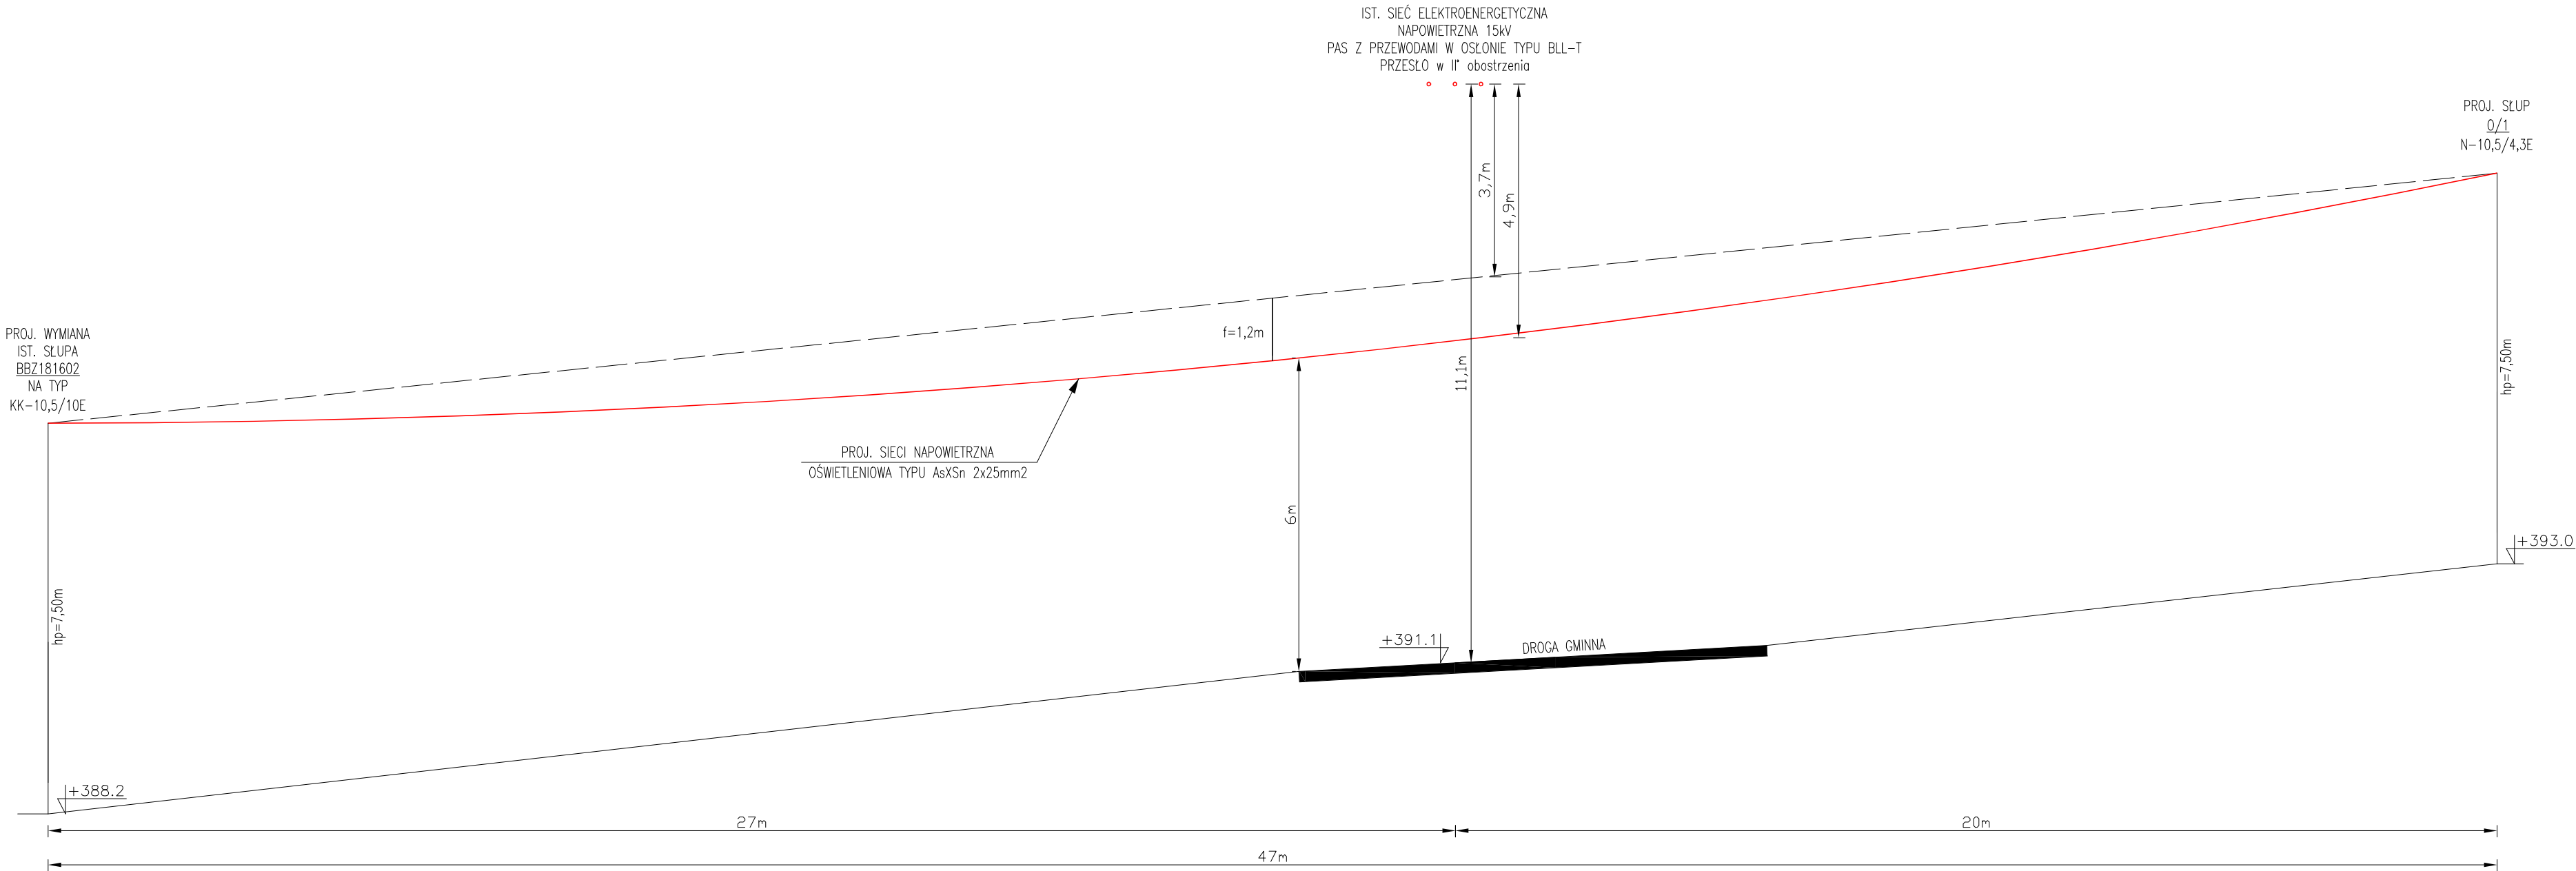 IST. SIEĆ ELEKTROENERGETYCZNA
NAPOWIETRZNA 15kV
PAS Z PRZEWODAMI W OSŁONIE TYPU BLL-T
PRZESŁO w II° obostrzenia
PROJ. SŁUP
0/1
N-10,5/4,3E
3,7m
4,9m
11,1m
f=1,2m
PROJ. WYMIANA
IST. SŁUPA
BBZ181602
NA TYP
KK-10,5/10E
hp=7,50m
PROJ. SIECI NAPOWIETRZNA
OŚWIETLENIOWA TYPU AsXSn 2x25mm2
6m
hp=7,50m
+393.0
+391.1
DROGA GMINNA
+388.2
27m
20m
47m